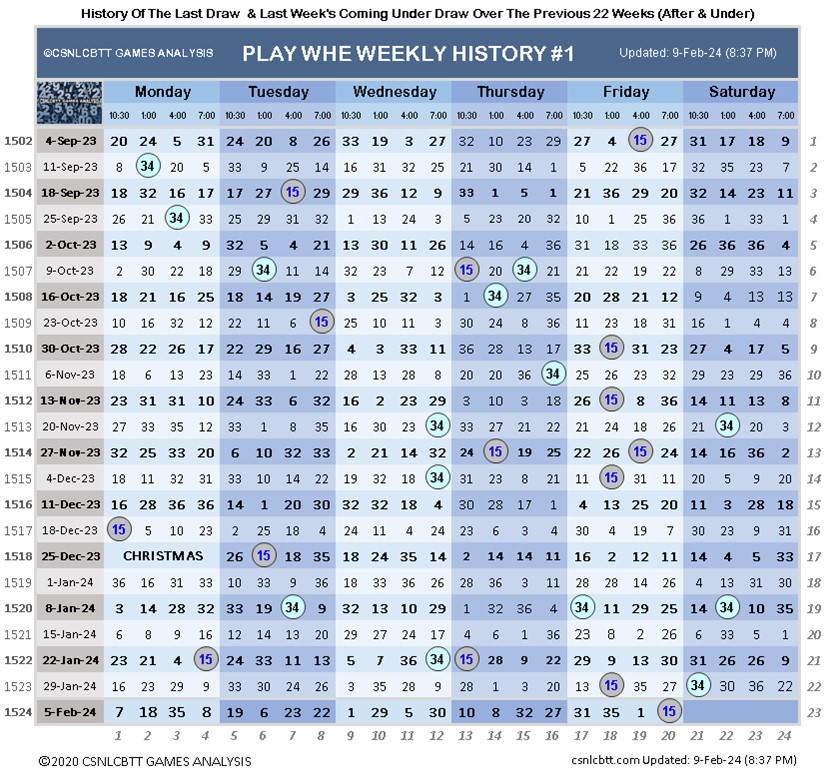 History Of The Last Draw & Last Week's Coming Under Draw Over The Previous 22 Weeks (After & Under)
©CSNLCBTT GAMES ANALYSIS PLAY WHE WEEKLY HISTORY #1 Updated: 9-Feb-24 (8:37 PM)
CSNLCBTT GAMES ANALYSIS Monday Tuesday Wednesday Thursday Friday Saturday
10:30 1:00 4:00 7:00 10:30 1:00 4:00 7:00 10:30 1:00 4:00 7:00 10:30 1:00 4:00 7:00 10:30 1:00 4:00 7:00 10:30 1:00 4:00 7:00
1502 4-Sep-23 20 24 5 31 24 20 8 26 33 19 3 27 32 10 23 29 27 4 15 27 31 17 18 9 1
1503 11-Sep-23 8 34 20 5 33 9 25 14 16 31 32 25 21 30 14 1 5 22 36 17 32 35 23 7 2
1504 18-Sep-23 18 32 16 17 17 27 15 29 29 36 12 9 33 1 5 1 21 36 29 20 32 14 23 11 3
1505 25-Sep-23 26 21 34 33 25 29 31 32 1 13 24 3 5 23 20 32 10 1 25 36 36 1 33 1 4
1506 2-Oct-23 13 9 4 9 32 5 4 21 13 30 11 26 14 16 4 36 31 18 33 36 26 36 36 4 5
1507 9-Oct-23 2 30 22 18 29 34 11 14 32 23 7 12 15 20 34 21 21 22 19 22 8 29 33 13 6
1508 16-Oct-23 18 21 16 25 18 14 19 27 3 25 32 3 1 34 27 35 20 28 21 12 9 4 13 13 7
1509 23-Oct-23 10 16 32 12 22 11 6 15 25 10 11 3 30 24 8 36 11 23 18 31 16 1 4 4 8
1510 30-Oct-23 28 22 26 17 22 29 16 27 4 3 33 11 36 28 13 17 33 15 31 23 27 4 17 5 9
1511 6-Nov-23 18 6 13 23 14 33 1 22 28 13 28 8 20 20 36 34 25 26 23 32 29 23 29 36 10
1512 13-Nov-23 23 31 31 10 24 33 6 32 16 2 23 29 3 10 3 18 26 15 8 36 14 11 13 8 11
1513 20-Nov-23 27 33 35 12 33 1 8 35 16 30 23 34 33 27 21 22 21 24 18 26 21 34 20 3 12
1514 27-Nov-23 32 25 33 20 6 10 32 33 2 21 14 32 24 15 19 25 22 26 15 24 14 16 36 2 13
1515 4-Dec-23 18 11 32 31 31 24 36 21 19 32 18 34 31 23 8 21 11 15 31 11 20 5 9 20 14
1516 11-Dec-23 16 28 36 36 14 1 20 30 32 32 18 4 30 28 17 1 4 13 25 20 11 3 28 18 15
1517 18-Dec-23 15 5 10 23 2 25 18 4 24 11 4 24 23 24 6 20 30 4 19 7 30 23 9 31 16
1518 25-Dec-23 CHRISTMAS 26 15 18 35 18 24 35 14 2 14 14 11 16 2 12 11 14 4 5 33 17
1519 1-Jan-24 36 16 31 33 10 33 9 36 18 33 36 26 28 36 3 11 28 28 14 26 4 13 31 30 18
1520 8-Jan-24 3 14 28 32 33 19 34 9 32 13 10 29 1 32 36 4 34 11 29 25 14 34 10 35 19
1521 15-Jan-24 6 8 9 16 12 14 13 20 29 27 24 17 4 6 1 36 23 8 2 26 6 33 5 1 20
1522 22-Jan-24 23 21 4 15 24 33 11 13 5 7 36 34 15 28 9 22 29 9 13 30 31 26 26 9 21
1523 29-Jan-24 16 23 29 9 33 30 24 26 3 35 28 9 28 1 3 20 13 15 35 27 34 30 36 22 22
1524 5-Feb-24 7 18 35 8 19 6 23 22 1 29 5 30 10 8 32 16 31 35 1 15 23
1 2 3 4 5 6 7 8 9 10 11 12 13 14 15 16 17 18 19 20 21 22 23 24
©2020 CSNLCBTT GAMES ANALYSIS csnlcbtt.com Updated: 9-Feb-24 (8:37 PM)